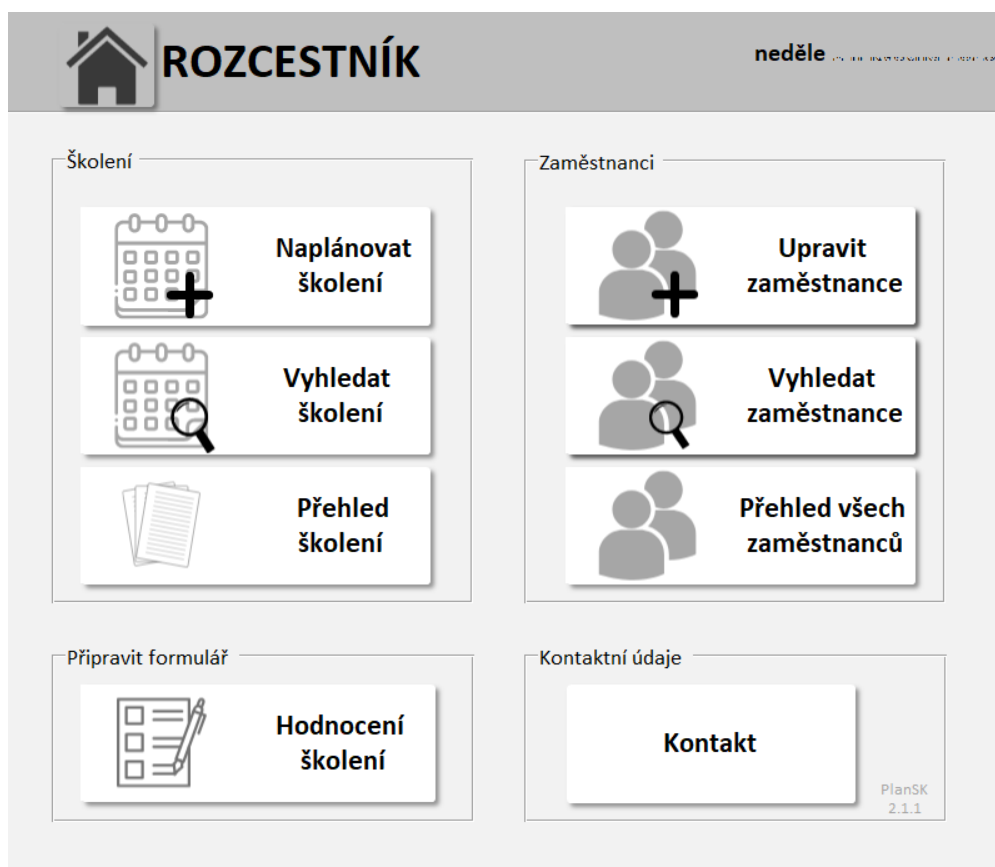 ROZCESTNÍK
neděle
Školení
Naplánovat
školení
Vyhledat
školení
Přehled
školení
Zaměstnanci
Upravit
zaměstnance
Vyhledat
zaměstnance
Přehled všech
zaměstnanců
Připravit formulář
Hodnocení
školení
Kontaktní údaje
Kontakt
PlanSK
2.1.1